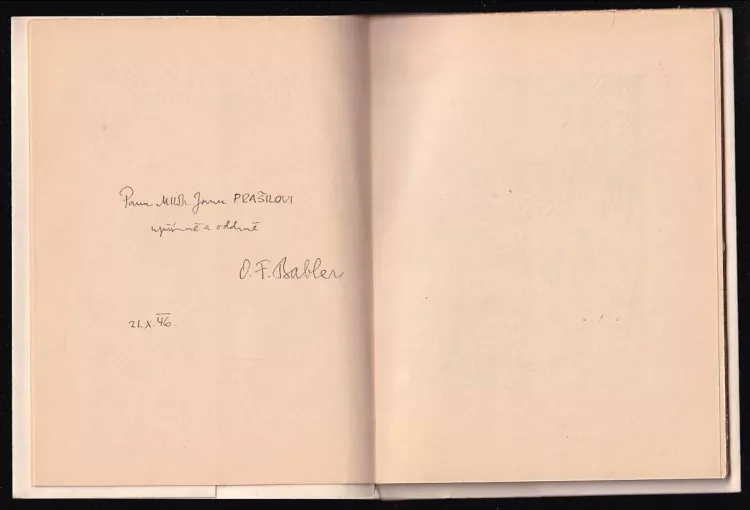 Panu MUDr. Janu PRAŠILOVI
upřímně a oddaně
O. F. Babler
21. X. 46.